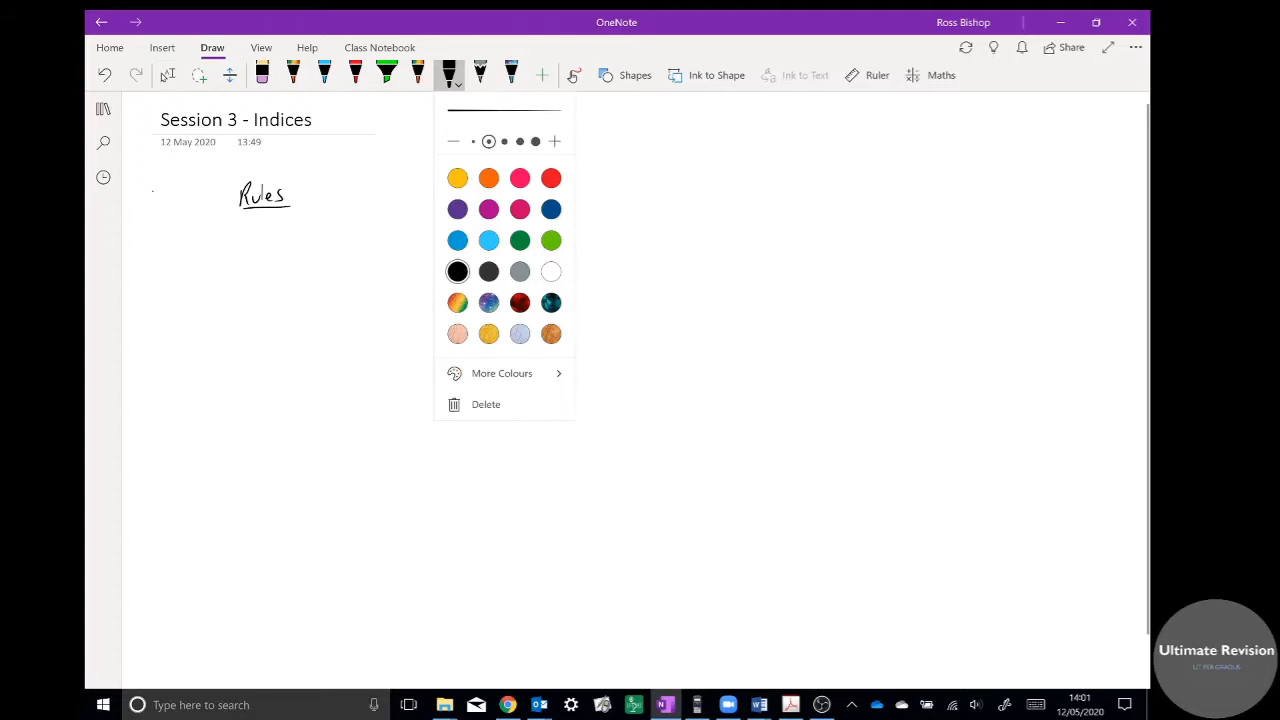 OneNote
Ross Bishop
Home Insert Draw View Help Class Notebook
Share
Shapes
Ink to Shape
Ink to Text
Ruler
Maths
Session 3 - Indices
12 May 2020 13:49
Rules
More Colours
Delete
Ultimate Revision
Type here to search
14:01
12/05/2020